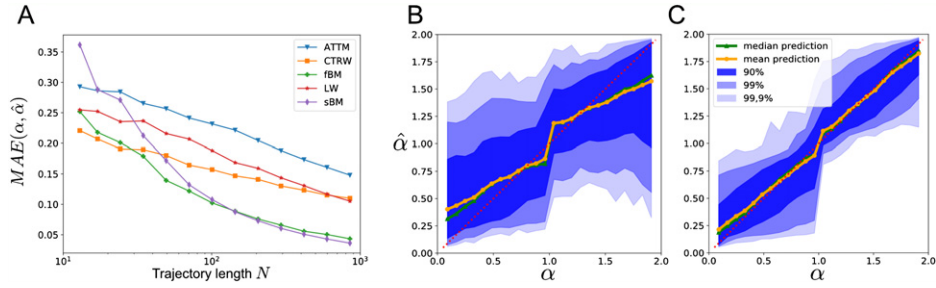 A
0.35
0.30
0.25
0.20
0.15
0.10
0.05
MAE(α, α̂)
ATTM
CTRW
fBM
LW
sBM
10¹
10²
10³
Trajectory length N
B
2.00
1.75
1.50
1.25
1.00
0.75
0.50
0.25
0.00
α̂
0.0
0.5
1.0
1.5
2.0
α
C
2.00
1.75
1.50
1.25
1.00
0.75
0.50
0.25
0.00
median prediction
mean prediction
90%
99%
99,9%
0.0
0.5
1.0
1.5
2.0
α